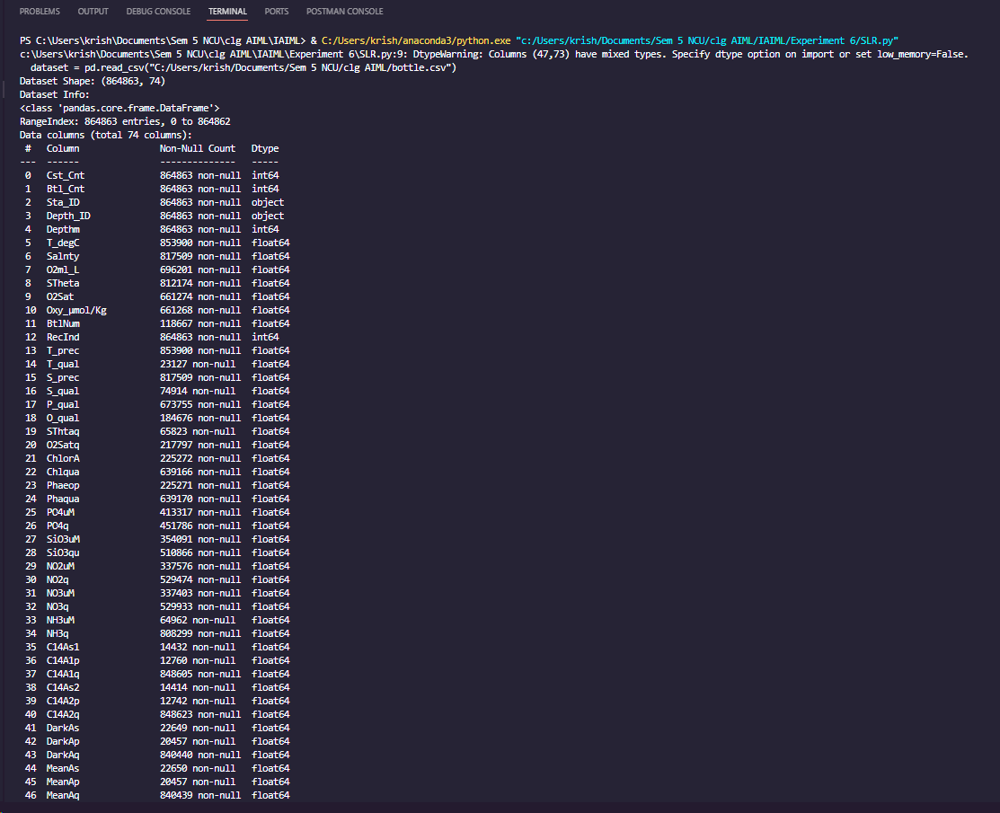 PROBLEMS OUTPUT DEBUG CONSOLE TERMINAL PORTS POSTMAN CONSOLE
PS C:\Users\krish\Documents\Sem 5 NCU\clg AIML\IAIML> & C:/Users/krish/anaconda3/python.exe "c:/Users/krish/Documents/Sem 5 NCU/clg AIML/IAIML/Experiment 6/SLR.py"
c:\Users\krish\Documents\Sem 5 NCU\clg AIML\IAIML\Experiment 6\SLR.py:9: DtypeWarning: Columns (47,73) have mixed types. Specify dtype option on import or set low_memory=False.
  dataset = pd.read_csv("C:/Users/krish/Documents/Sem 5 NCU/clg AIML/bottle.csv")
Dataset Shape: (864863, 74)
Dataset Info:
<class 'pandas.core.frame.DataFrame'>
RangeIndex: 864863 entries, 0 to 864862
Data columns (total 74 columns):
 #   Column               Non-Null Count   Dtype
---  ------               --------------   -----
 0   Cst_Cnt              864863 non-null  int64
 1   Btl_Cnt              864863 non-null  int64
 2   Sta_ID               864863 non-null  object
 3   Depth_ID             864863 non-null  object
 4   Depthm               864863 non-null  int64
 5   T_degC               853900 non-null  float64
 6   Salnty               817509 non-null  float64
 7   O2ml_L               696201 non-null  float64
 8   STheta               812174 non-null  float64
 9   O2Sat                661274 non-null  float64
 10  Oxy_µmol/Kg          661268 non-null  float64
 11  BtlNum               118667 non-null  float64
 12  RecInd               864863 non-null  int64
 13  T_prec               853900 non-null  float64
 14  T_qual               23127 non-null   float64
 15  S_prec               817509 non-null  float64
 16  S_qual               74914 non-null   float64
 17  P_qual               673755 non-null  float64
 18  O_qual               184676 non-null  float64
 19  SThtaq               65823 non-null   float64
 20  O2Satq               217797 non-null  float64
 21  ChlorA               225272 non-null  float64
 22  Chlqua               639166 non-null  float64
 23  Phaeop               225271 non-null  float64
 24  Phaqua               639170 non-null  float64
 25  PO4uM                413317 non-null  float64
 26  PO4q                 451786 non-null  float64
 27  SiO3uM               354091 non-null  float64
 28  SiO3qu               510866 non-null  float64
 29  NO2uM                337576 non-null  float64
 30  NO2q                 529474 non-null  float64
 31  NO3uM                337403 non-null  float64
 32  NO3q                 529933 non-null  float64
 33  NH3uM                64962 non-null   float64
 34  NH3q                 808299 non-null  float64
 35  C14As1               14432 non-null   float64
 36  C14A1p               12760 non-null   float64
 37  C14A1q               848605 non-null  float64
 38  C14As2               14414 non-null   float64
 39  C14A2p               12742 non-null   float64
 40  C14A2q               848623 non-null  float64
 41  DarkAs               22649 non-null   float64
 42  DarkAp               20457 non-null   float64
 43  DarkAq               840440 non-null  float64
 44  MeanAs               22650 non-null   float64
 45  MeanAp               20457 non-null   float64
 46  MeanAq               840439 non-null  float64